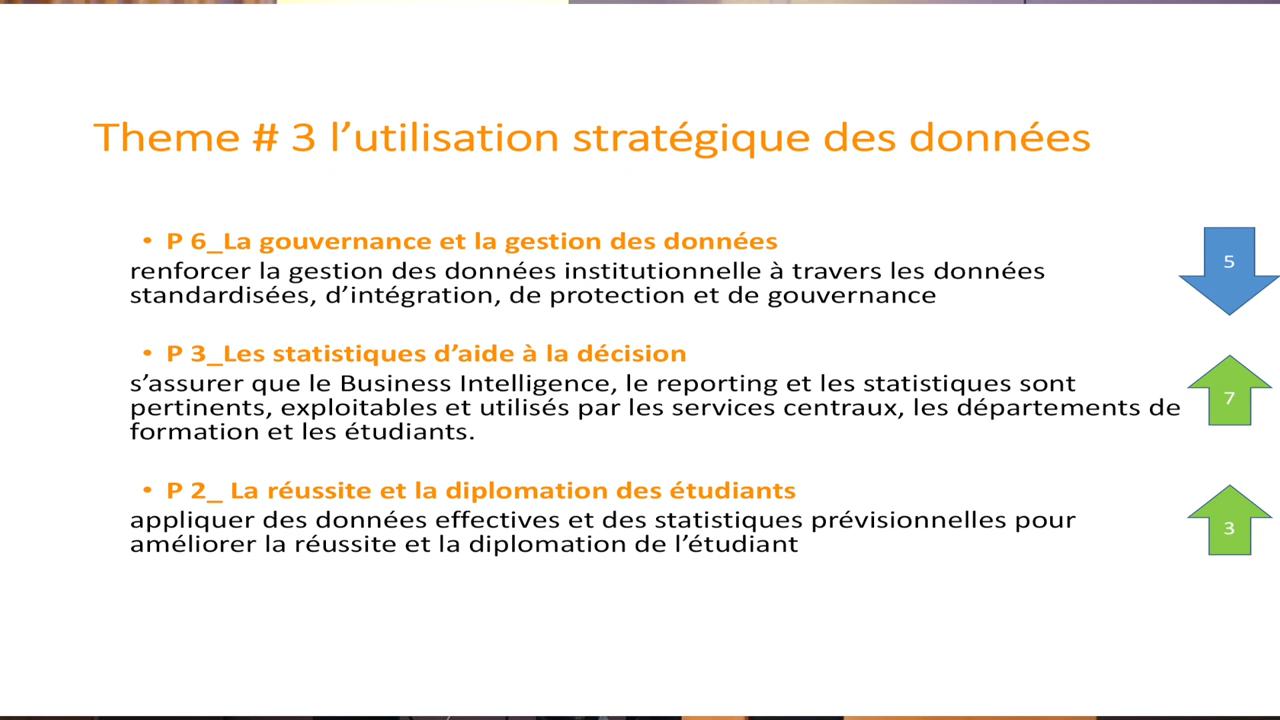 Theme # 3 l’utilisation stratégique des données
• P 6_La gouvernance et la gestion des données
renforcer la gestion des données institutionnelle à travers les données
standardisées, d’intégration, de protection et de gouvernance
5
• P 3_Les statistiques d’aide à la décision
s’assurer que le Business Intelligence, le reporting et les statistiques sont
pertinents, exploitables et utilisés par les services centraux, les départements de
formation et les étudiants.
7
• P 2_ La réussite et la diplomation des étudiants
appliquer des données effectives et des statistiques prévisionnelles pour
améliorer la réussite et la diplomation de l’étudiant
3